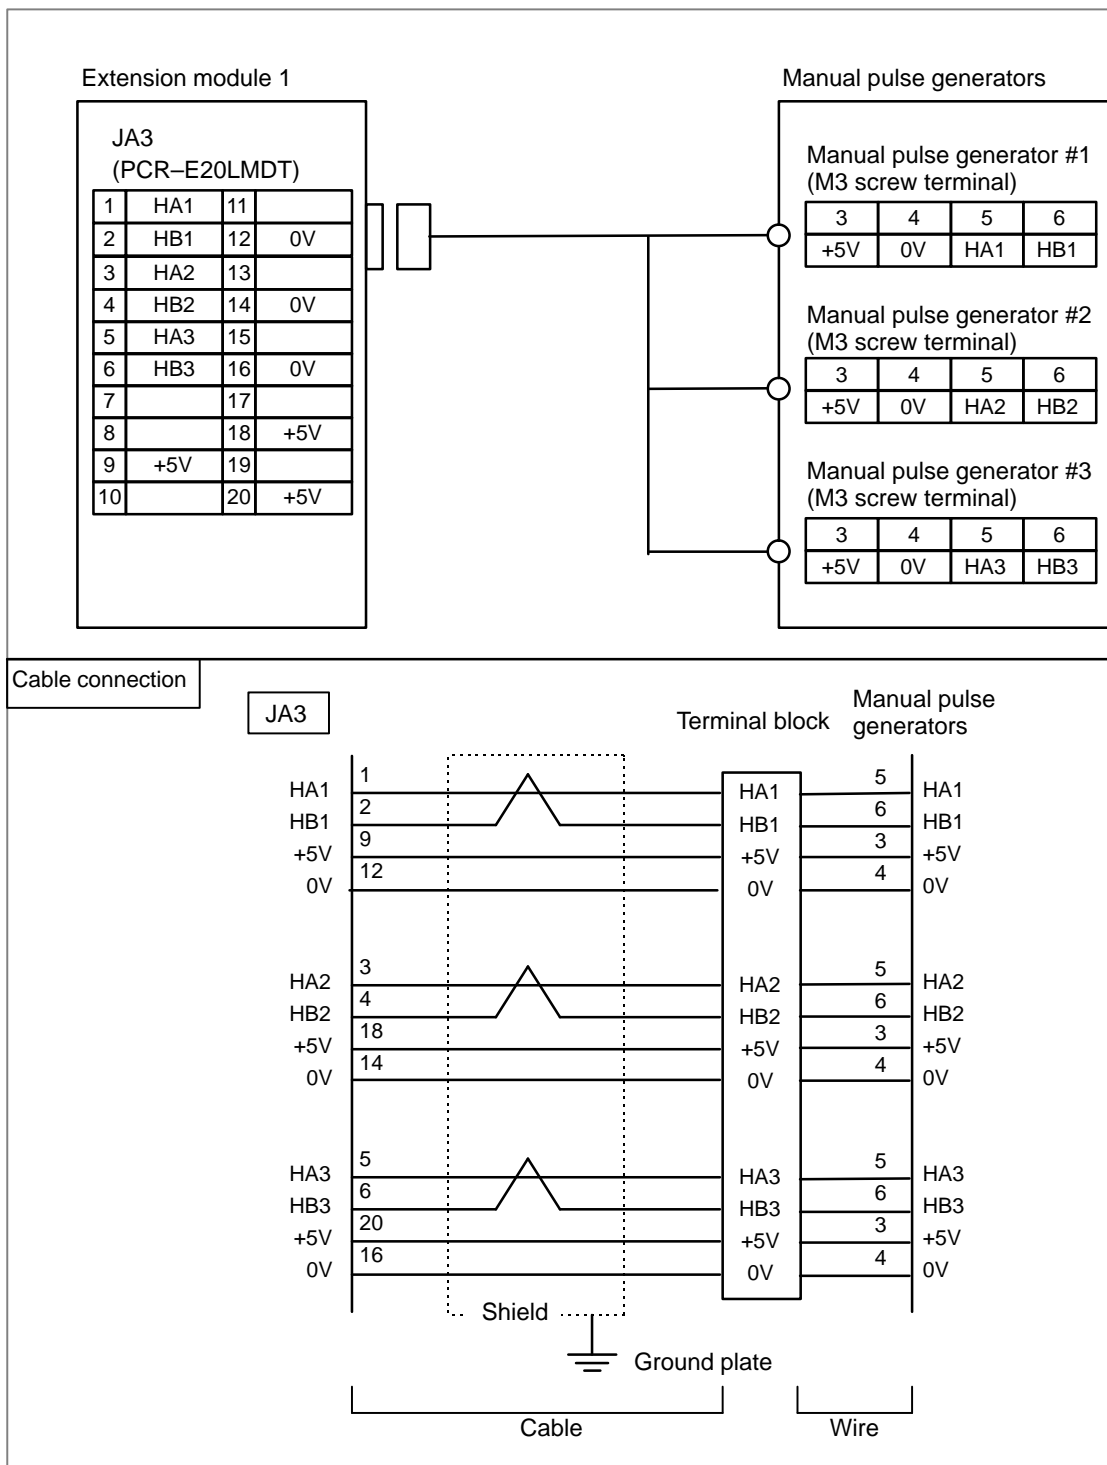 Extension module 1
Manual pulse generators
JA3
(PCR–E20LMDT)
1 HA1 11
2 HB1 12 0V
3 HA2 13
4 HB2 14 0V
5 HA3 15
6 HB3 16 0V
7 17
8 18 +5V
9 +5V 19
10 20 +5V
Manual pulse generator #1
(M3 screw terminal)
3 4 5 6
+5V 0V HA1 HB1
Manual pulse generator #2
(M3 screw terminal)
3 4 5 6
+5V 0V HA2 HB2
Manual pulse generator #3
(M3 screw terminal)
3 4 5 6
+5V 0V HA3 HB3
Cable connection
JA3
Terminal block
Manual pulse
generators
HA1 1 HA1 5 HA1
HB1 2 HB1 6 HB1
+5V 9 +5V 3 +5V
0V 12 0V 4 0V
HA2 3 HA2 5 HA2
HB2 4 HB2 6 HB2
+5V 18 +5V 3 +5V
0V 14 0V 4 0V
HA3 5 HA3 5 HA3
HB3 6 HB3 6 HB3
+5V 20 +5V 3 +5V
0V 16 0V 4 0V
Shield
Ground plate
Cable
Wire